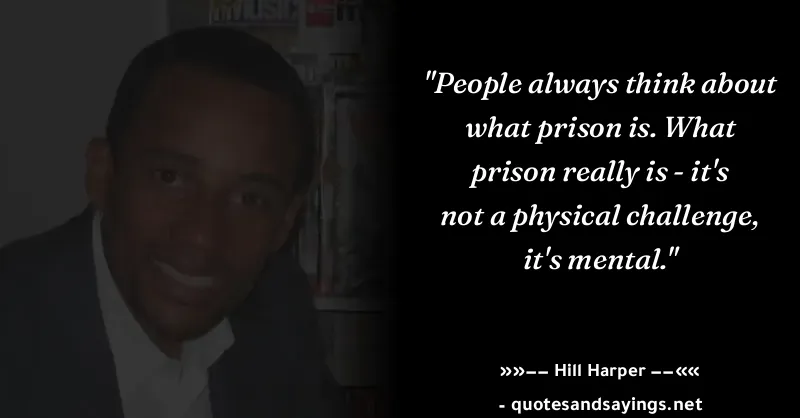 MUSIC
"People always think about
what prison is. What
prison really is - it's
not a physical challenge,
it's mental."
»»−− Hill Harper −−««
- quotesandsayings.net